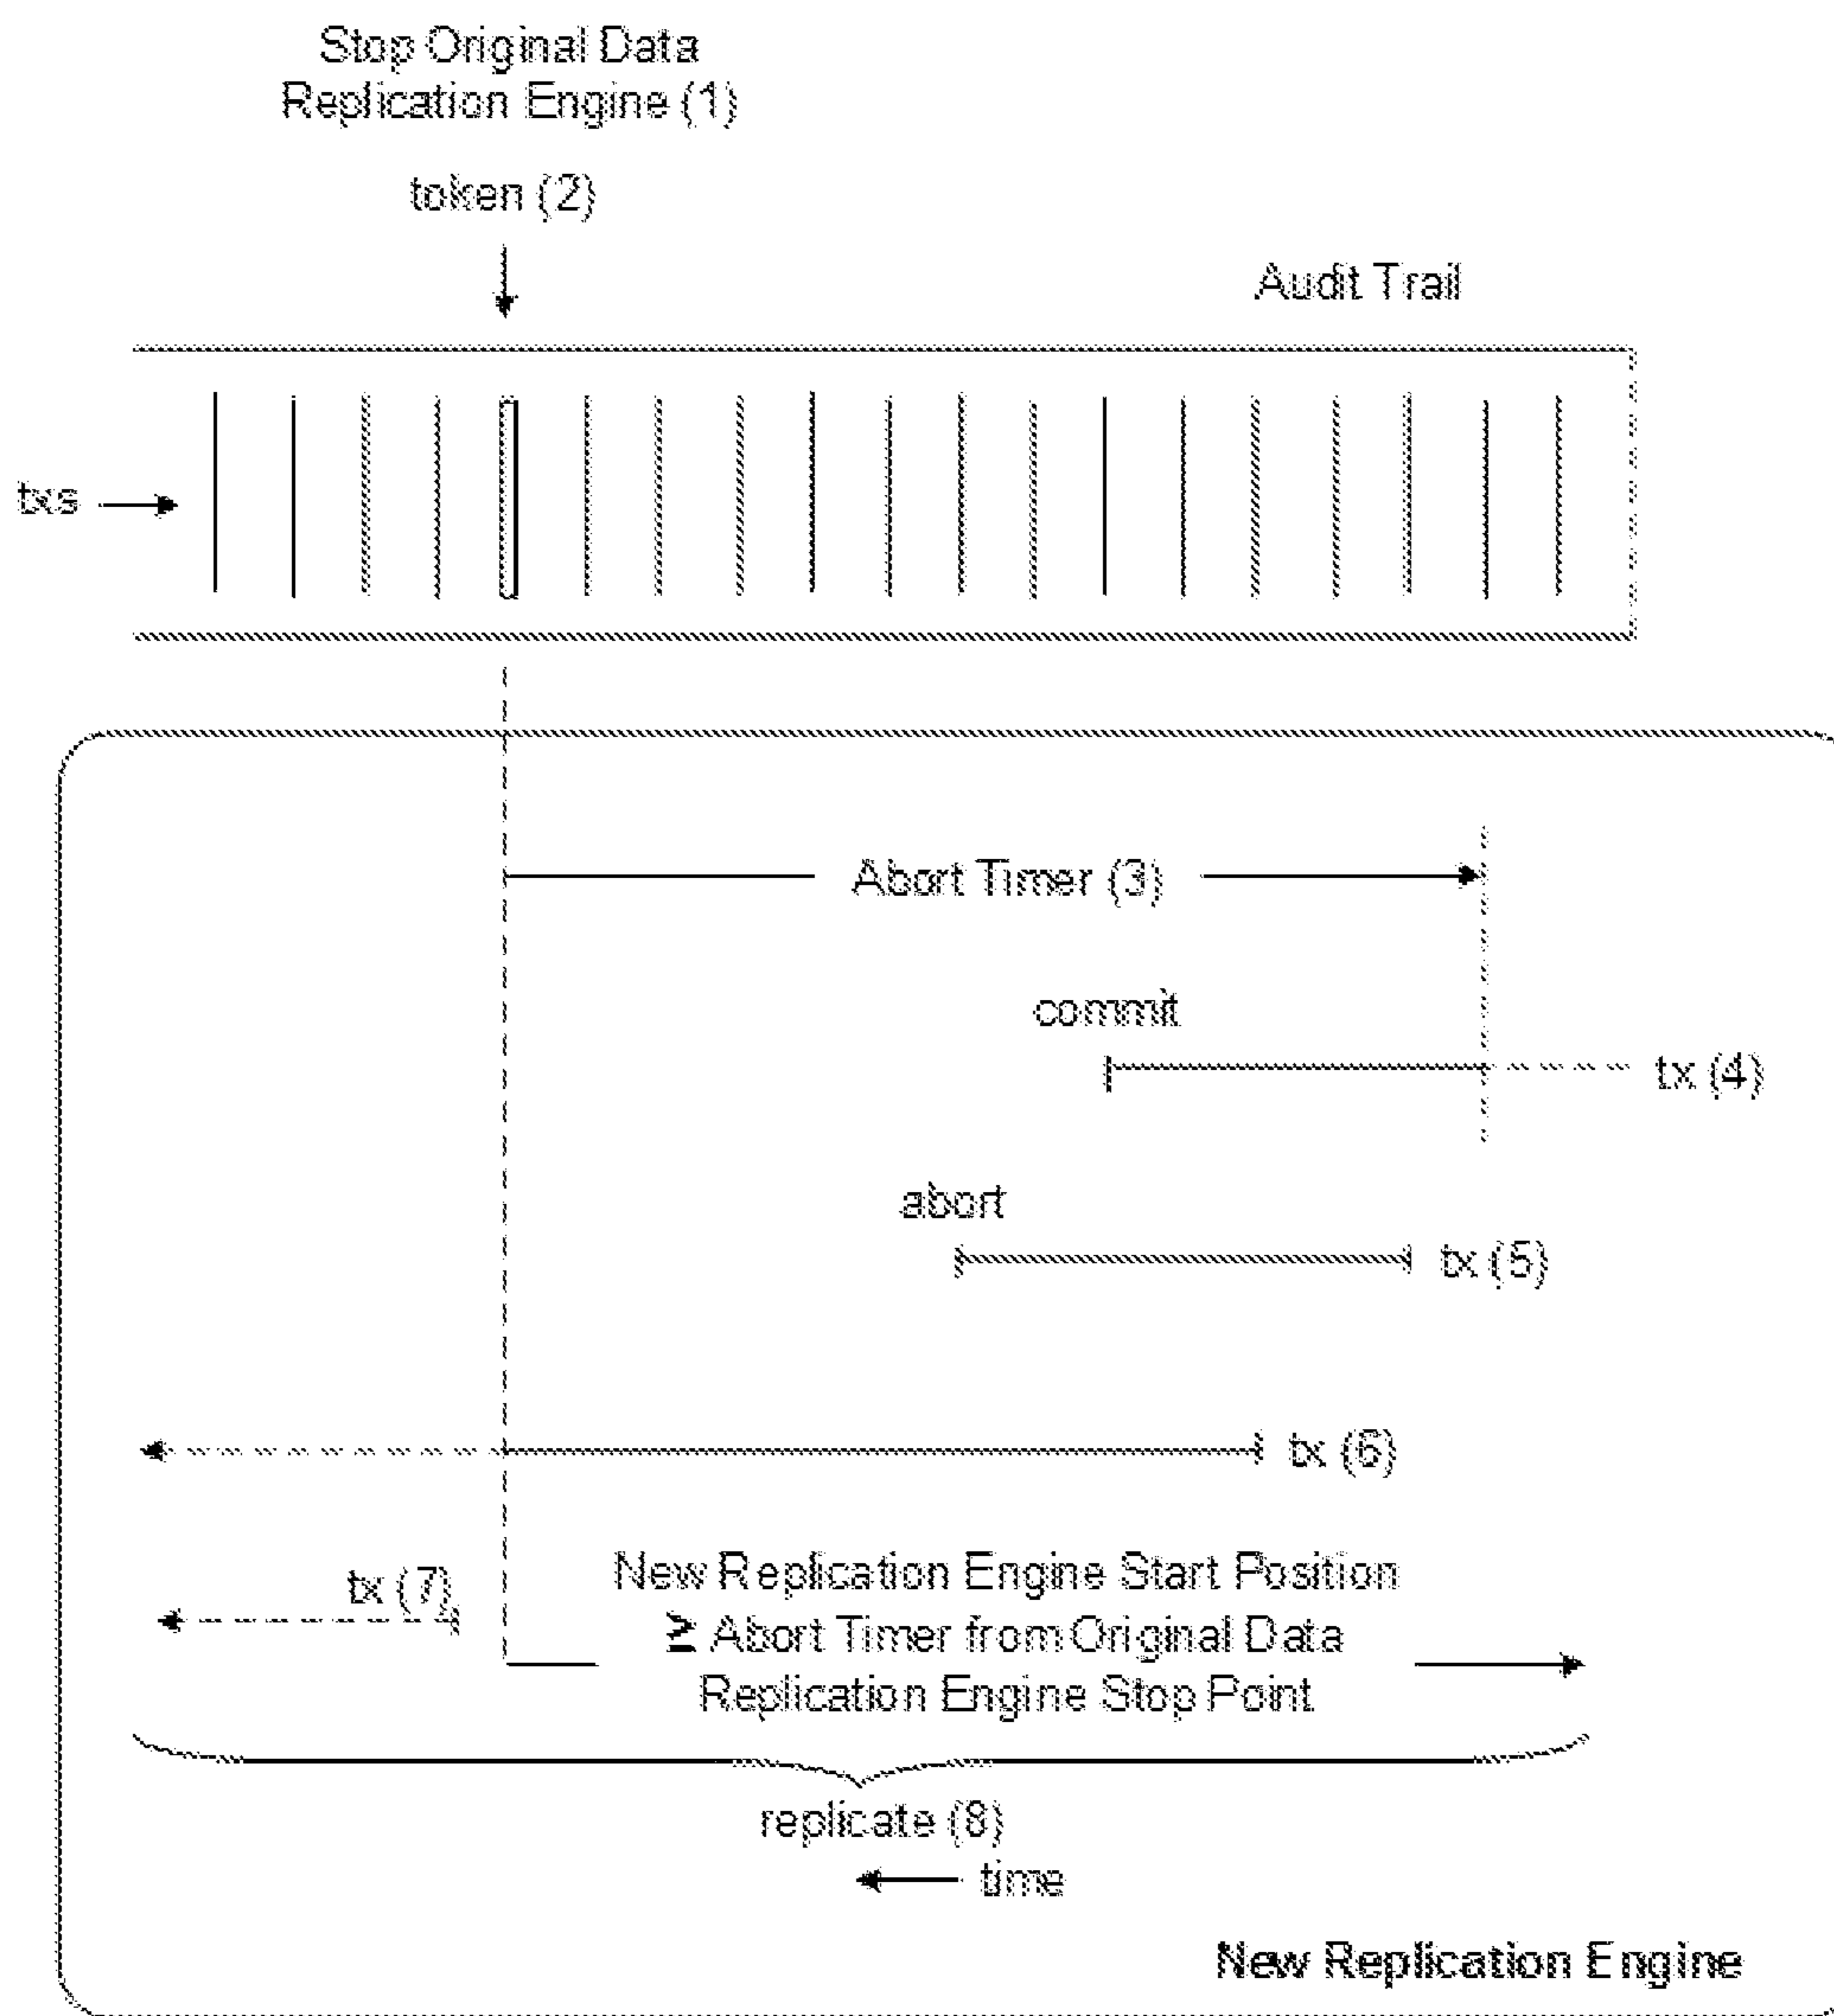 Stop Original Data
Replication Engine (1)
token (2)
Audit Trail
txs
Abort Timer (3)
commit
tx (4)
abort
tx (5)
tx (6)
tx (7)
New Replication Engine Start Position
≥ Abort Timer from Original Data
Replication Engine Stop Point
replicate (8)
time
New Replication Engine